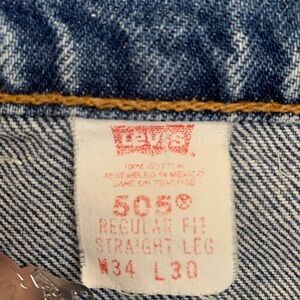 LEVI'S
100% COTTON
ASSEMBLED IN MEXICO
CARE ON REVERSE
505®
REGULAR FIT
STRAIGHT LEG
W34 L30